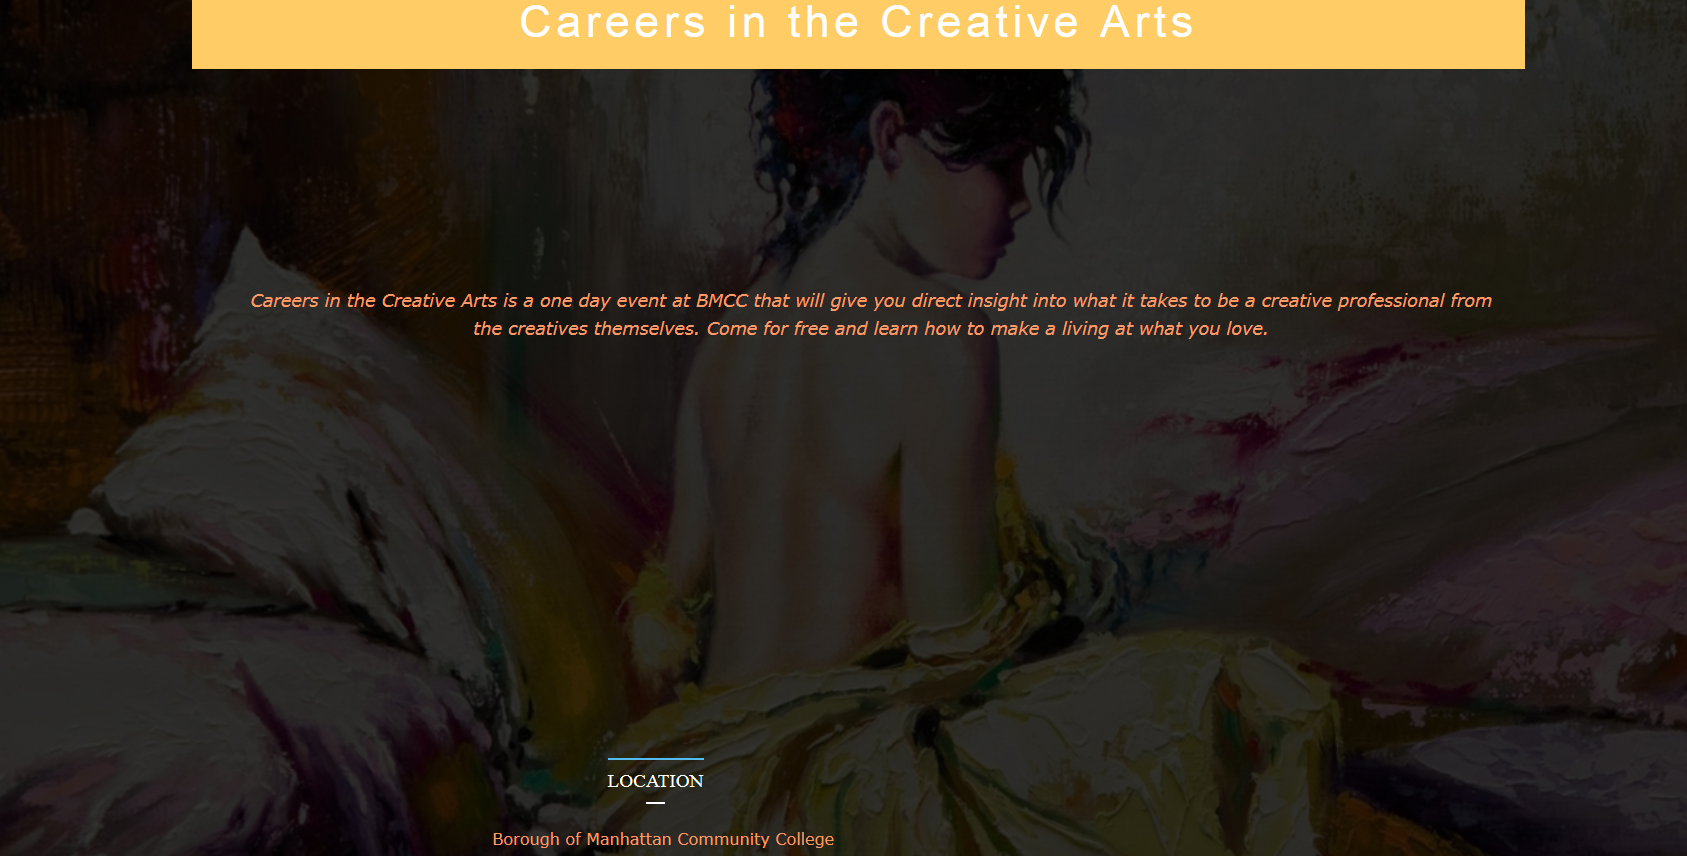 Careers in the Creative Arts
Careers in the Creative Arts is a one day event at BMCC that will give you direct insight into what it takes to be a creative professional from
the creatives themselves. Come for free and learn how to make a living at what you love.
LOCATION
Borough of Manhattan Community College